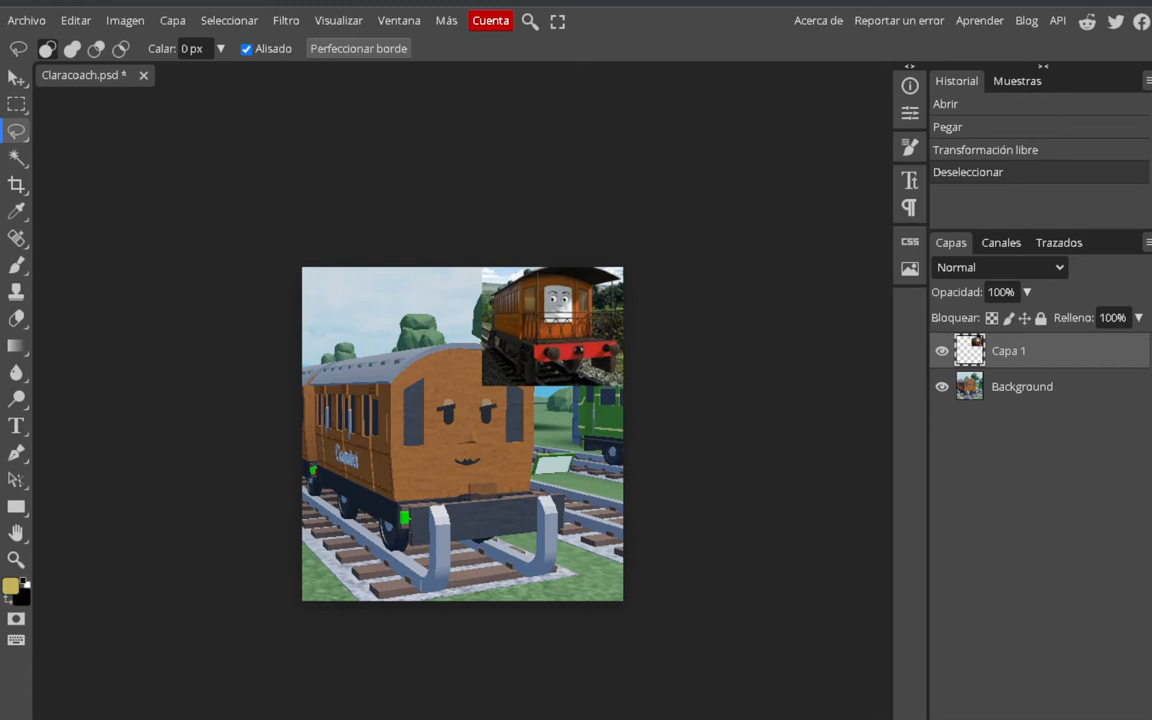 Archivo Editar Imagen Capa Seleccionar Filtro Visualizar Ventana Más Cuenta Acerca de Reportar un error Aprender Blog API
Calar: 0 px Alisado Perfeccionar borde
Claracoach.psd *
Historial Muestras
Abrir
Pegar
Transformación libre
Deseleccionar
CSS
Capas Canales Trazados
Normal
Opacidad: 100%
Bloquear: Relleno: 100%
Capa 1
Background